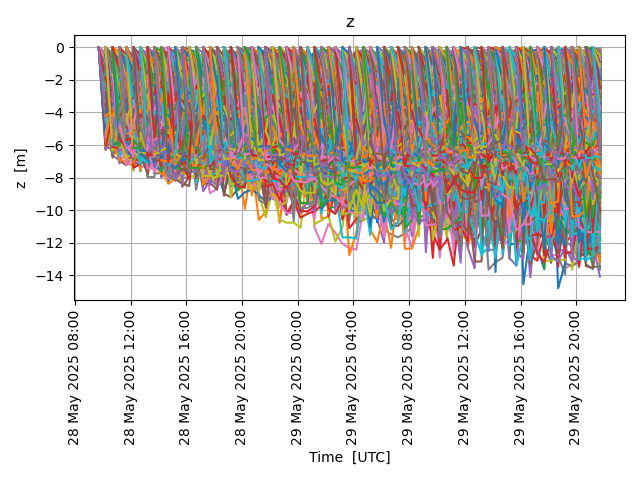 z
0
−2
−4
−6
−8
−10
−12
−14
z [m]
28 May 2025 08:00
28 May 2025 12:00
28 May 2025 16:00
28 May 2025 20:00
29 May 2025 00:00
29 May 2025 04:00
29 May 2025 08:00
29 May 2025 12:00
29 May 2025 16:00
29 May 2025 20:00
Time [UTC]